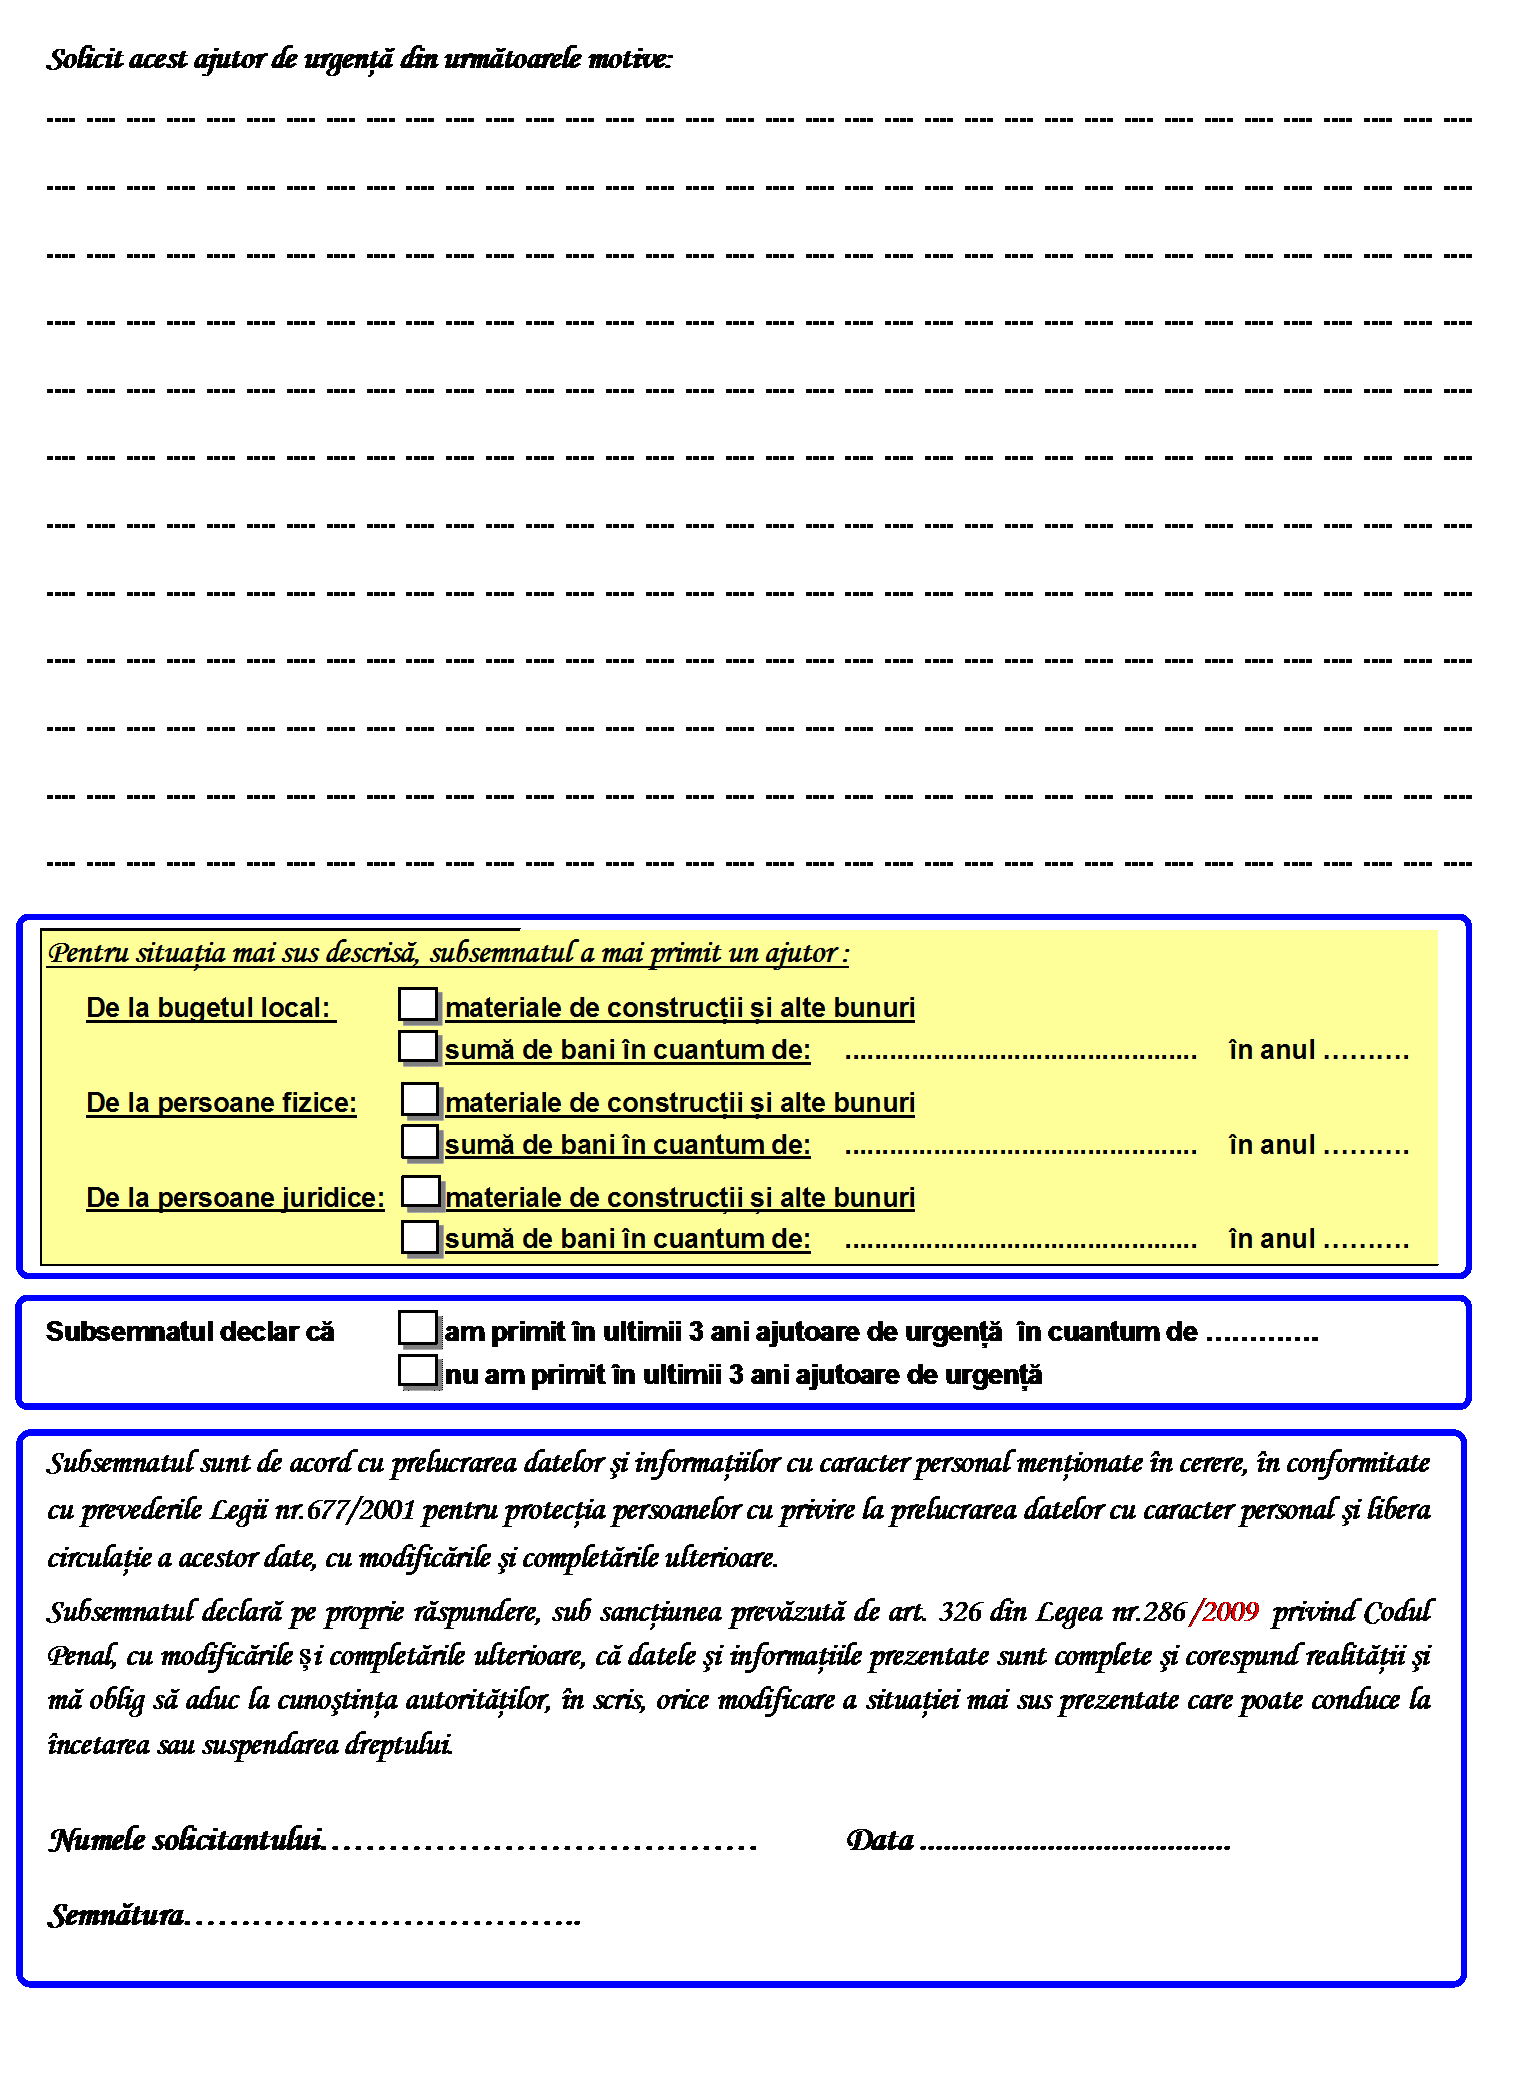 Solicit acest ajutor de urgență din următoarele motive:
---- ---- ---- ---- ---- ---- ---- ---- ---- ---- ---- ---- ---- ---- ---- ---- ---- ---- ---- ---- ---- ---- ---- ---- ---- ---- ---- ---- ---- ---- ---- ---- ---- ---- ---- ----
---- ---- ---- ---- ---- ---- ---- ---- ---- ---- ---- ---- ---- ---- ---- ---- ---- ---- ---- ---- ---- ---- ---- ---- ---- ---- ---- ---- ---- ---- ---- ---- ---- ---- ---- ----
---- ---- ---- ---- ---- ---- ---- ---- ---- ---- ---- ---- ---- ---- ---- ---- ---- ---- ---- ---- ---- ---- ---- ---- ---- ---- ---- ---- ---- ---- ---- ---- ---- ---- ---- ----
---- ---- ---- ---- ---- ---- ---- ---- ---- ---- ---- ---- ---- ---- ---- ---- ---- ---- ---- ---- ---- ---- ---- ---- ---- ---- ---- ---- ---- ---- ---- ---- ---- ---- ---- ----
---- ---- ---- ---- ---- ---- ---- ---- ---- ---- ---- ---- ---- ---- ---- ---- ---- ---- ---- ---- ---- ---- ---- ---- ---- ---- ---- ---- ---- ---- ---- ---- ---- ---- ---- ----
---- ---- ---- ---- ---- ---- ---- ---- ---- ---- ---- ---- ---- ---- ---- ---- ---- ---- ---- ---- ---- ---- ---- ---- ---- ---- ---- ---- ---- ---- ---- ---- ---- ---- ---- ----
---- ---- ---- ---- ---- ---- ---- ---- ---- ---- ---- ---- ---- ---- ---- ---- ---- ---- ---- ---- ---- ---- ---- ---- ---- ---- ---- ---- ---- ---- ---- ---- ---- ---- ---- ----
---- ---- ---- ---- ---- ---- ---- ---- ---- ---- ---- ---- ---- ---- ---- ---- ---- ---- ---- ---- ---- ---- ---- ---- ---- ---- ---- ---- ---- ---- ---- ---- ---- ---- ---- ----
---- ---- ---- ---- ---- ---- ---- ---- ---- ---- ---- ---- ---- ---- ---- ---- ---- ---- ---- ---- ---- ---- ---- ---- ---- ---- ---- ---- ---- ---- ---- ---- ---- ---- ---- ----
---- ---- ---- ---- ---- ---- ---- ---- ---- ---- ---- ---- ---- ---- ---- ---- ---- ---- ---- ---- ---- ---- ---- ---- ---- ---- ---- ---- ---- ---- ---- ---- ---- ---- ---- ----
---- ---- ---- ---- ---- ---- ---- ---- ---- ---- ---- ---- ---- ---- ---- ---- ---- ---- ---- ---- ---- ---- ---- ---- ---- ---- ---- ---- ---- ---- ---- ---- ---- ---- ---- ----
---- ---- ---- ---- ---- ---- ---- ---- ---- ---- ---- ---- ---- ---- ---- ---- ---- ---- ---- ---- ---- ---- ---- ---- ---- ---- ---- ---- ---- ---- ---- ---- ---- ---- ---- ----
Pentru situația mai sus descrisă, subsemnatul a mai primit un ajutor :
De la bugetul local: materiale de construcții și alte bunuri
sumă de bani în cuantum de: ................................................ în anul ……….
De la persoane fizice: materiale de construcții și alte bunuri
sumă de bani în cuantum de: ................................................ în anul ……….
De la persoane juridice: materiale de construcții și alte bunuri
sumă de bani în cuantum de: ................................................ în anul ……….
Subsemnatul declar că am primit în ultimii 3 ani ajutoare de urgență în cuantum de ………….
nu am primit în ultimii 3 ani ajutoare de urgență
Subsemnatul sunt de acord cu prelucrarea datelor şi informațiilor cu caracter personal menționate în cerere, în conformitate
cu prevederile Legii nr.677/2001 pentru protecția persoanelor cu privire la prelucrarea datelor cu caracter personal şi libera
circulație a acestor date, cu modificările şi completările ulterioare.
Subsemnatul declară pe proprie răspundere, sub sancțiunea prevăzută de art. 326 din Legea nr.286 /2009 privind Codul
Penal, cu modificările și completările ulterioare, că datele şi informațiile prezentate sunt complete şi corespund realității şi
mă oblig să aduc la cunoştința autorităților, în scris, orice modificare a situației mai sus prezentate care poate conduce la
încetarea sau suspendarea dreptului.
Numele solicitantului……………………………… Data .......................................
Semnătura……………………………..